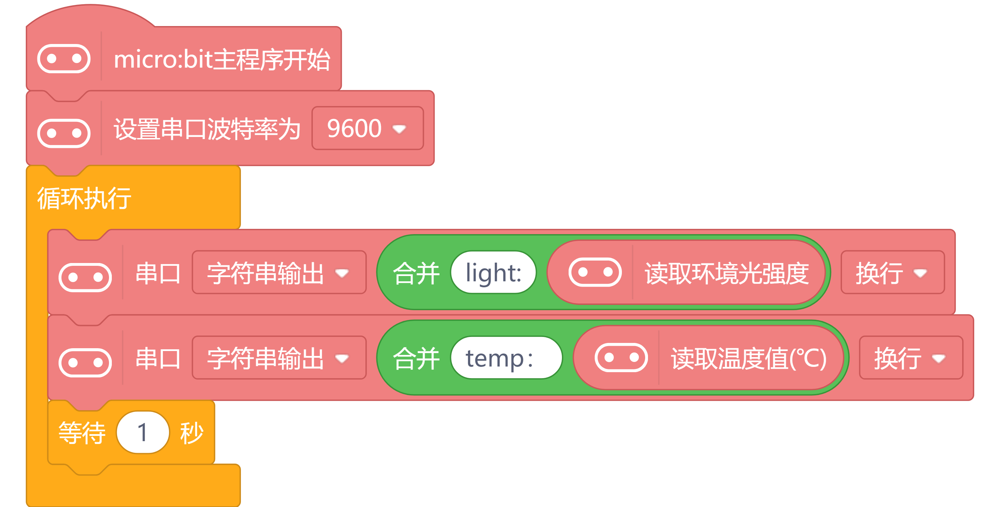 micro:bit主程序开始
设置串口波特率为 9600
循环执行
串口 字符串输出 合并 light: 读取环境光强度 换行
串口 字符串输出 合并 temp： 读取温度值(℃) 换行
等待 1 秒